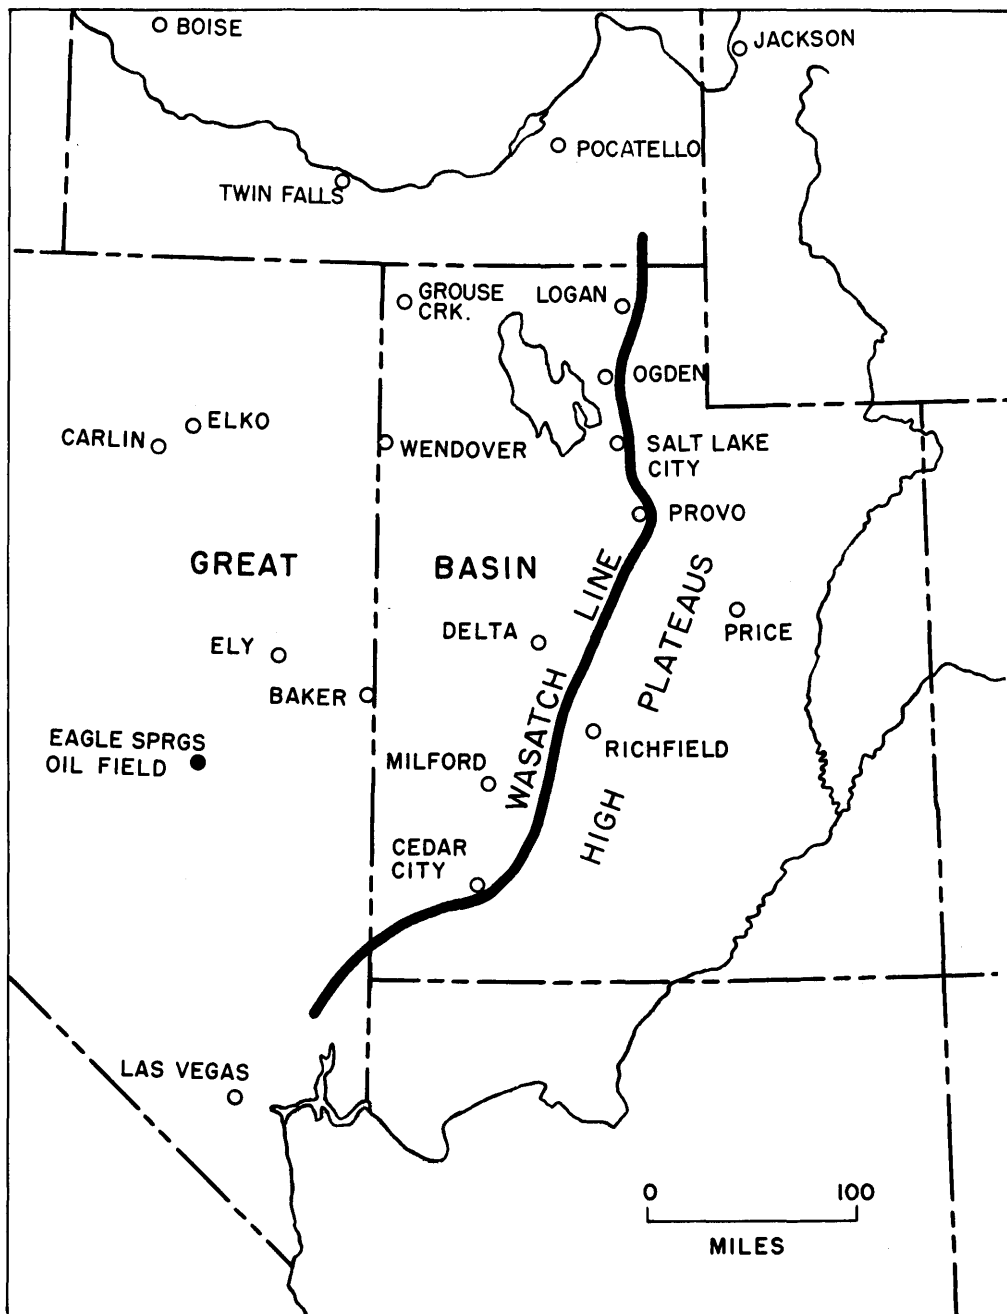 BOISE
JACKSON
POCATELLO
TWIN FALLS
GROUSE
CRK.
LOGAN
OGDEN
ELKO
CARLIN
WENDOVER
SALT LAKE
CITY
PROVO
GREAT BASIN
WASATCH LINE
HIGH PLATEAUS
PRICE
DELTA
ELY
BAKER
EAGLE SPRGS
OIL FIELD
RICHFIELD
MILFORD
CEDAR
CITY
LAS VEGAS
0 100
MILES